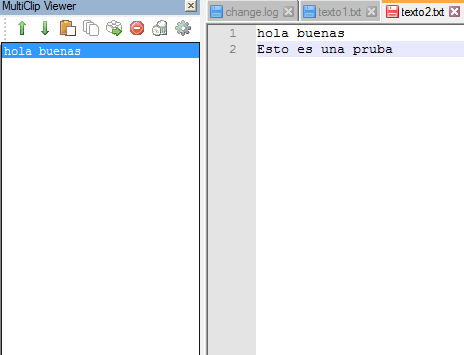 MultiClip Viewer
hola buenas
change.log texto1.txt texto2.txt
1 hola buenas
2 Esto es una pruba